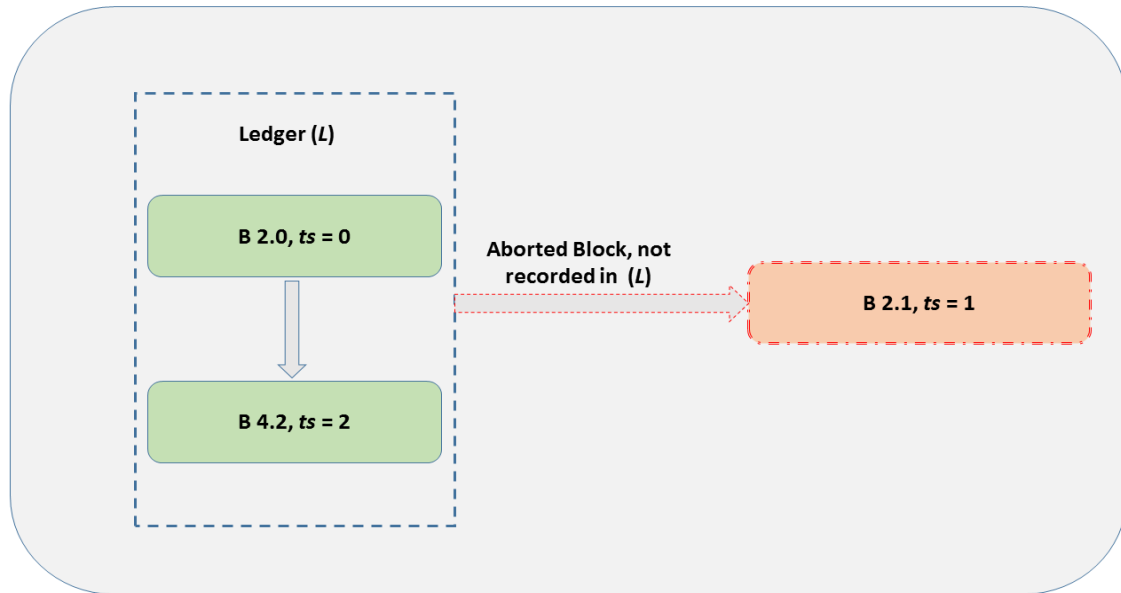 Ledger (L)
B 2.0, ts = 0
Aborted Block, not
recorded in (L)
B 2.1, ts = 1
B 4.2, ts = 2